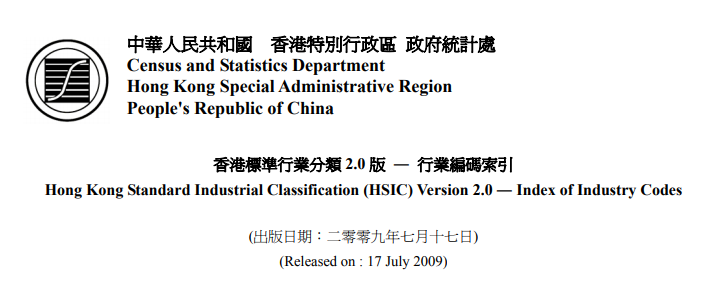 中華人民共和國　香港特別行政區 政府統計處
Census and Statistics Department
Hong Kong Special Administrative Region
People's Republic of China
香港標準行業分類 2.0 版 — 行業編碼索引
Hong Kong Standard Industrial Classification (HSIC) Version 2.0 — Index of Industry Codes
(出版日期：二零零九年七月十七日)
(Released on : 17 July 2009)